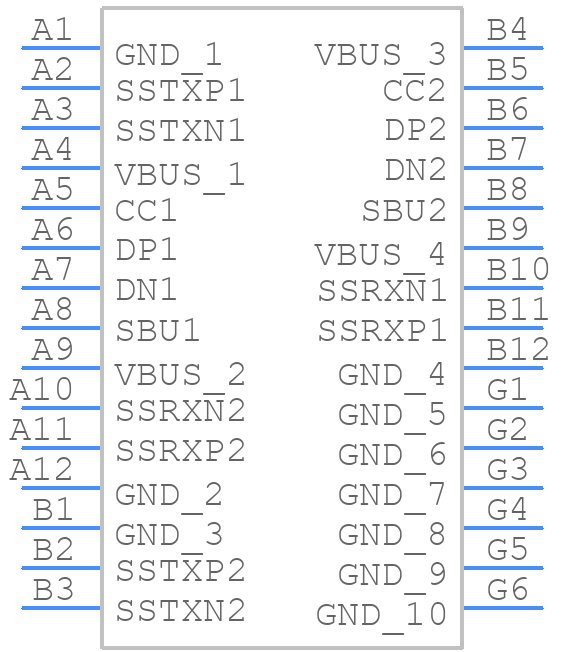 A1 GND_1 VBUS_3 B4
A2 SSTXP1 CC2 B5
A3 SSTXN1 DP2 B6
A4 VBUS_1 DN2 B7
A5 CC1 SBU2 B8
A6 DP1 VBUS_4 B9
A7 DN1 SSRXN1 B10
A8 SBU1 SSRXP1 B11
A9 VBUS_2 GND_4 B12
A10 SSRXN2 GND_5 G1
A11 SSRXP2 GND_6 G2
A12 GND_2 GND_7 G3
B1 GND_3 GND_8 G4
B2 SSTXP2 GND_9 G5
B3 SSTXN2 GND_10 G6